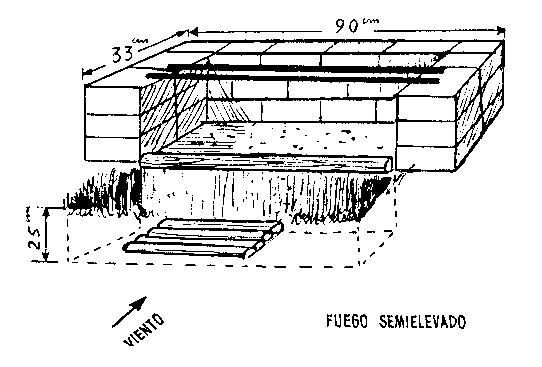 90 cm
33 cm
25 cm
VIENTO
FUEGO SEMIELEVADO